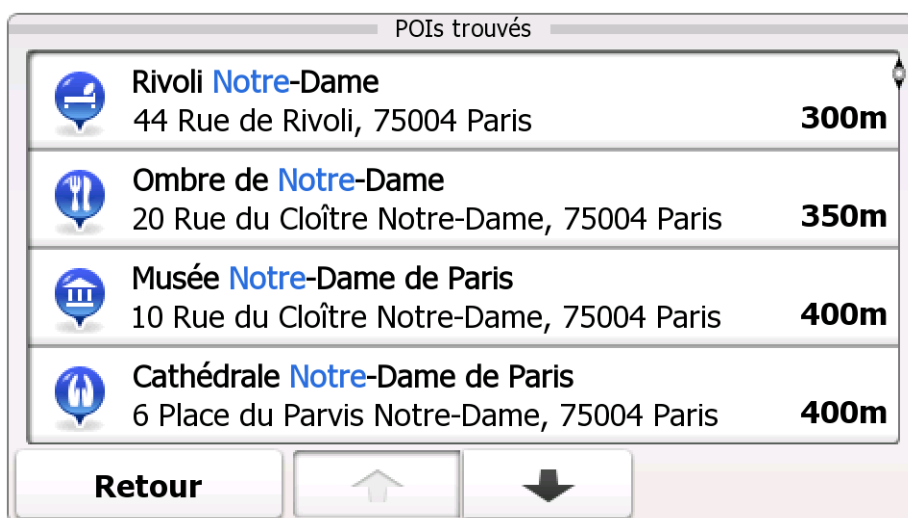 POIs trouvés
Rivoli Notre-Dame
44 Rue de Rivoli, 75004 Paris
300m
Ombre de Notre-Dame
20 Rue du Cloître Notre-Dame, 75004 Paris
350m
Musée Notre-Dame de Paris
10 Rue du Cloître Notre-Dame, 75004 Paris
400m
Cathédrale Notre-Dame de Paris
6 Place du Parvis Notre-Dame, 75004 Paris
400m
Retour